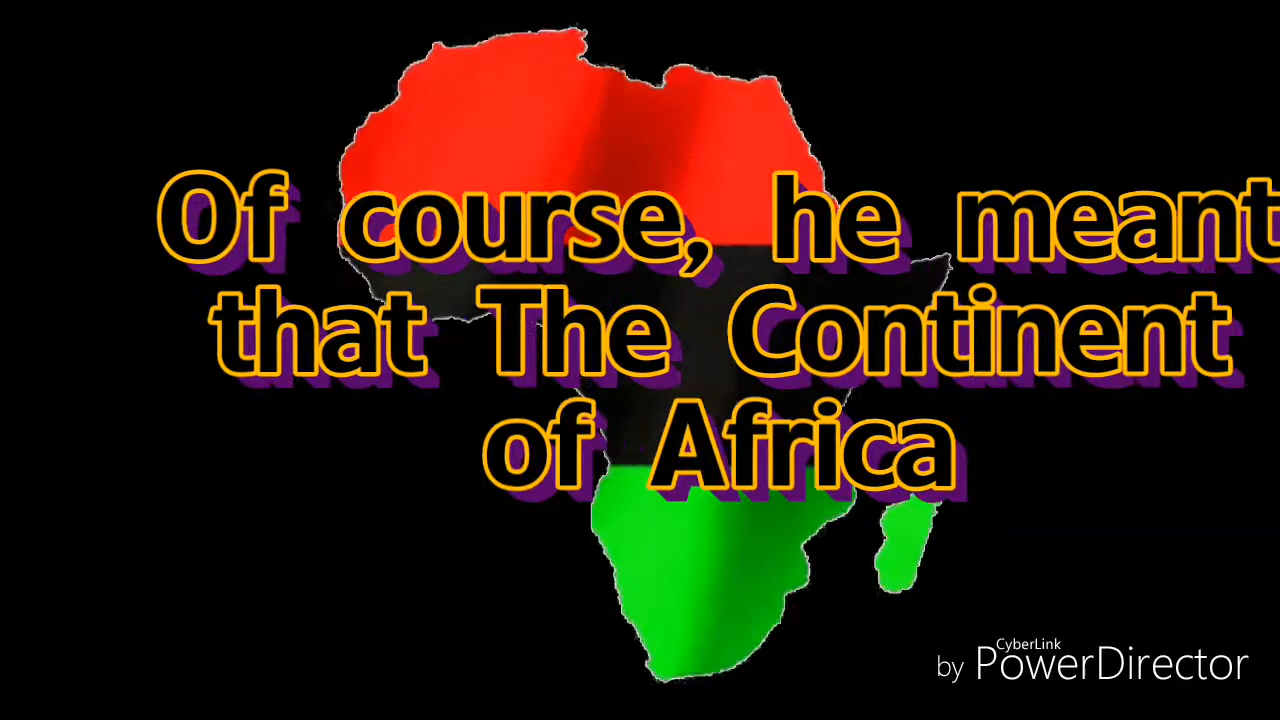 Of course, he meant
that The Continent
of Africa
CyberLink
by PowerDirector